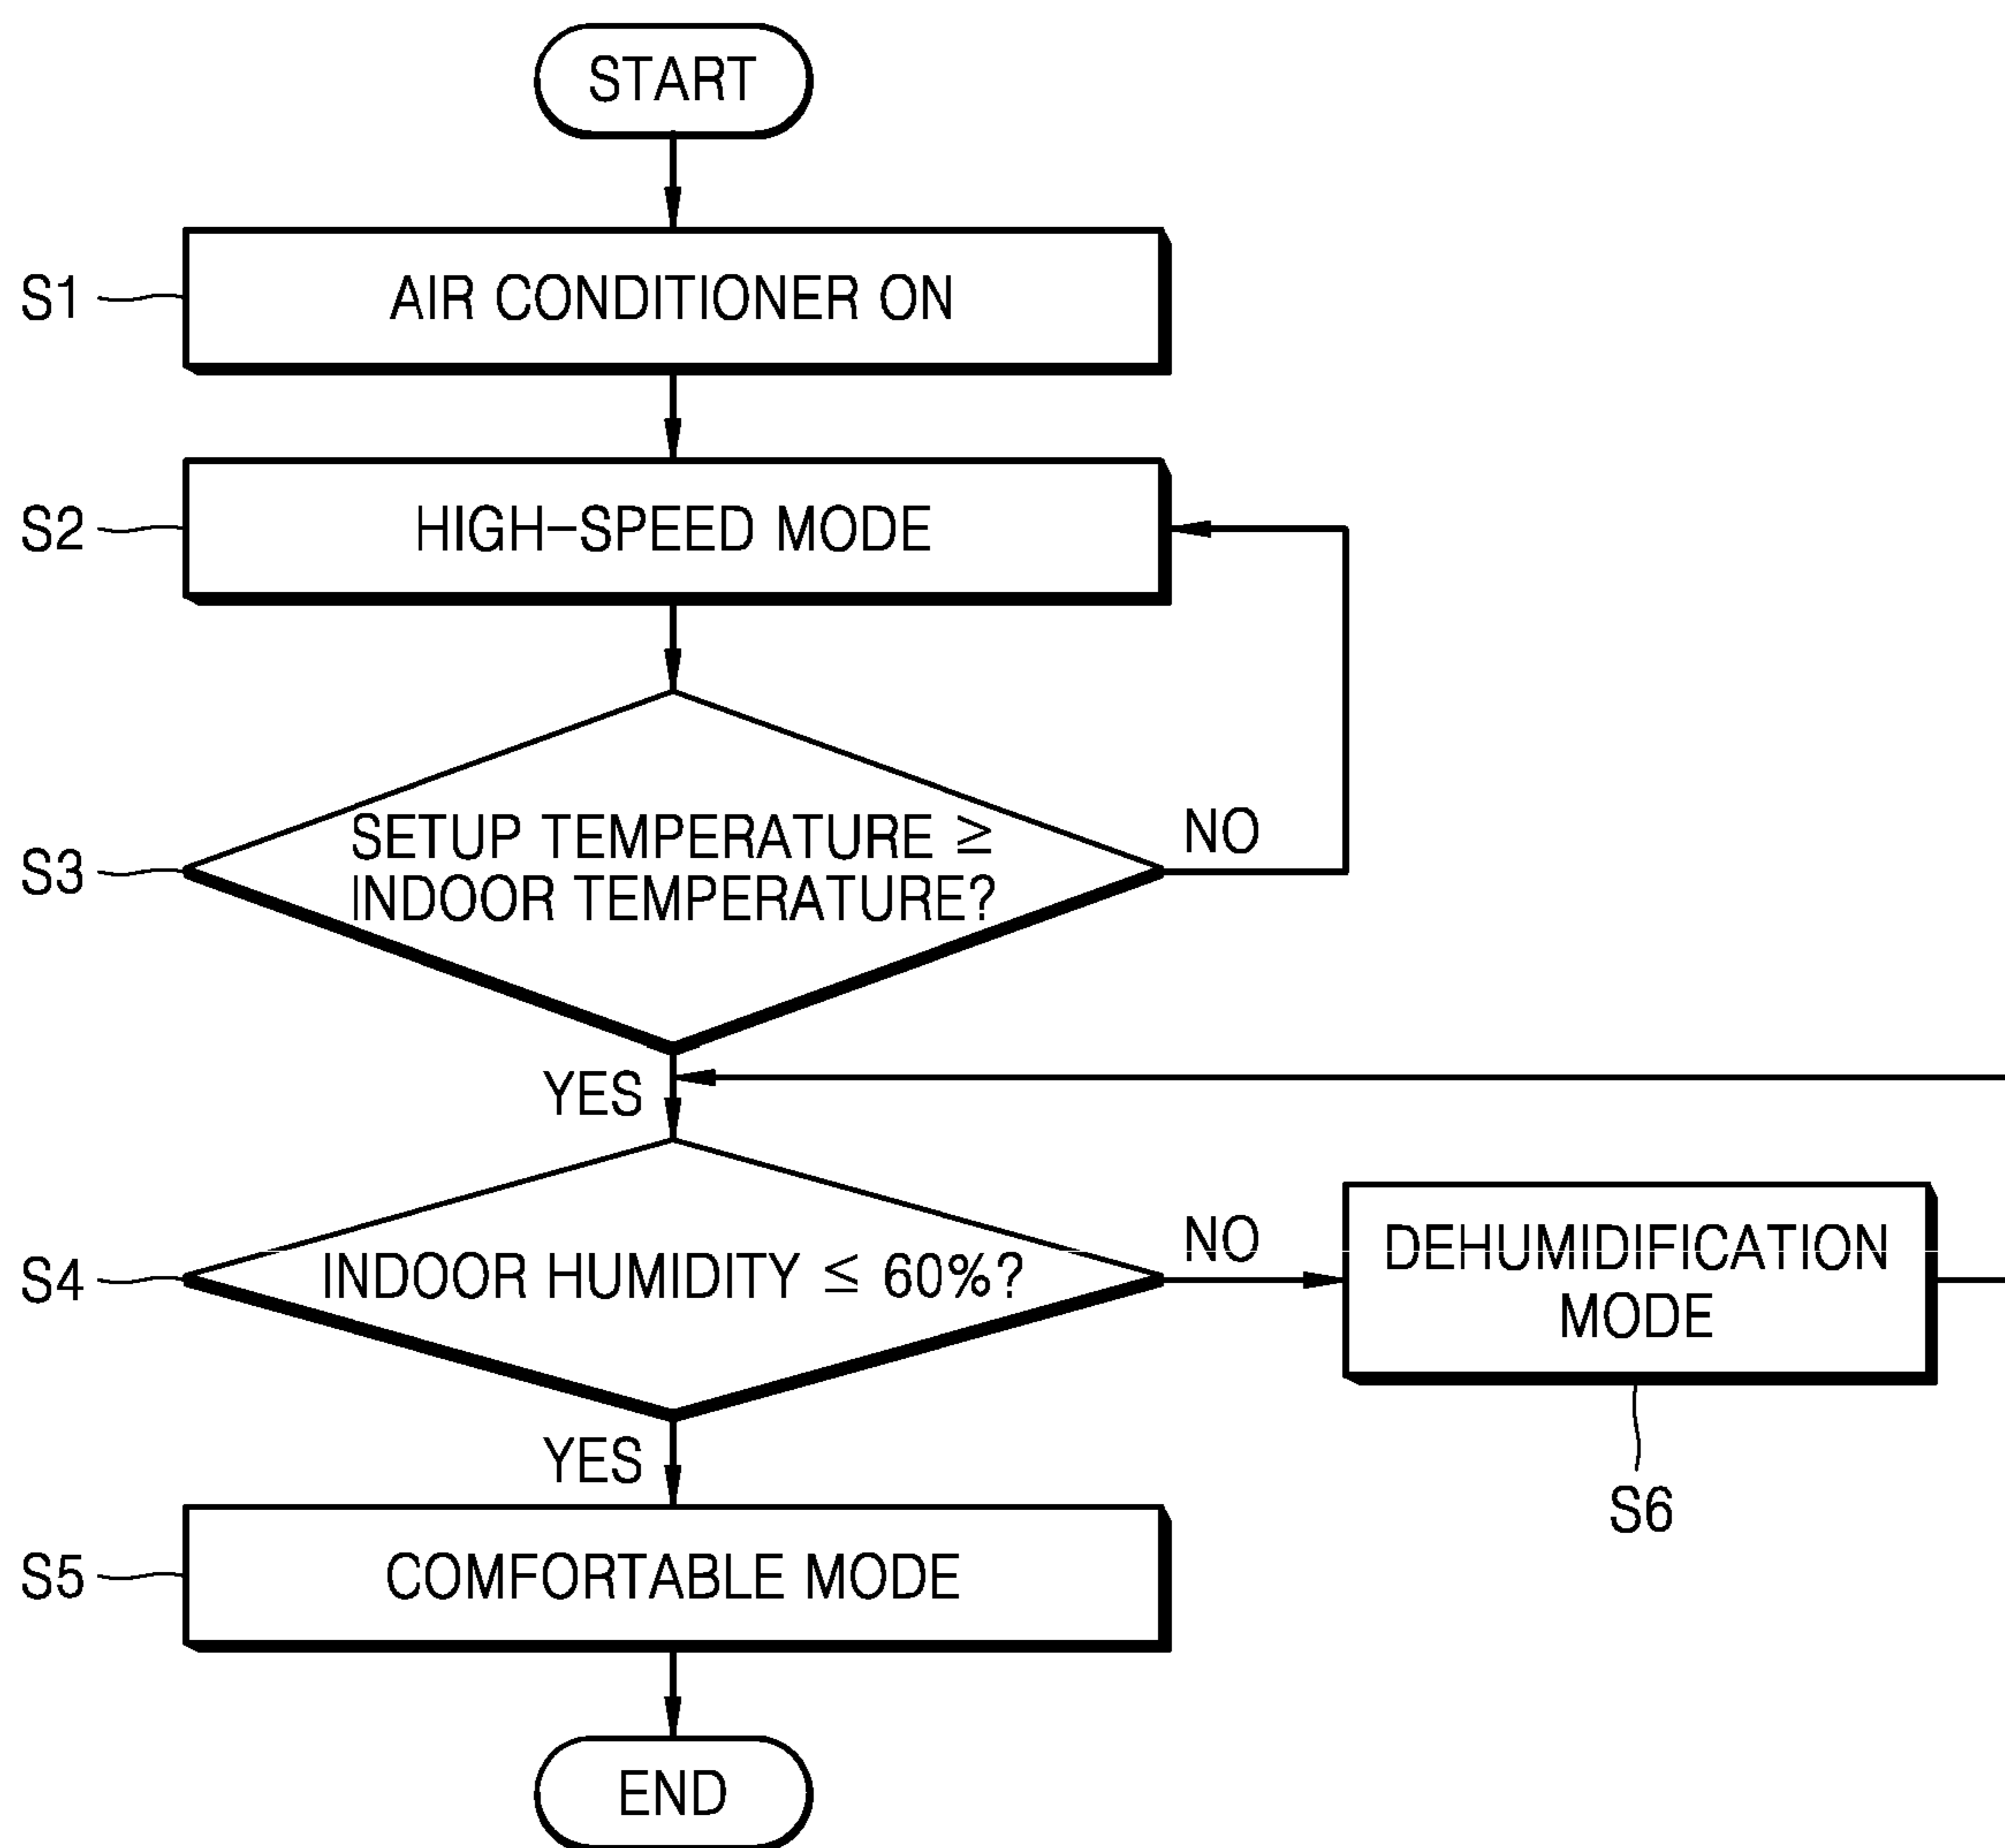 START
S1
AIR CONDITIONER ON
S2
HIGH-SPEED MODE
S3
SETUP TEMPERATURE ≥
INDOOR TEMPERATURE?
NO
YES
S4
INDOOR HUMIDITY ≤ 60%?
NO
DEHUMIDIFICATION
MODE
S6
YES
S5
COMFORTABLE MODE
END